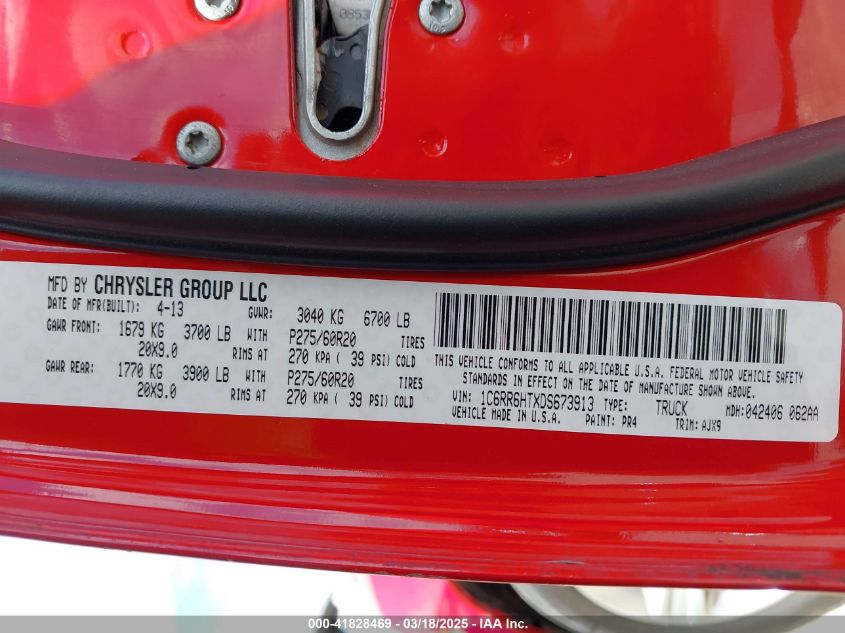 MFD BY CHRYSLER GROUP LLC
DATE OF MFR(BUILT): 4-13 GVWR: 3040 KG 6700 LB
GAWR FRONT: 1679 KG 3700 LB WITH P275/60R20 TIRES
20X9.0 RIMS AT 270 KPA ( 39 PSI) COLD
GAWR REAR: 1770 KG 3900 LB WITH P275/60R20 TIRES
20X9.0 RIMS AT 270 KPA ( 39 PSI) COLD
THIS VEHICLE CONFORMS TO ALL APPLICABLE U.S.A. FEDERAL MOTOR VEHICLE SAFETY
STANDARDS IN EFFECT ON THE DATE OF MANUFACTURE SHOWN ABOVE.
VIN: 1C6RR6HTXDS673913 TYPE: TRUCK MDH:042406 062AA
VEHICLE MADE IN U.S.A. PAINT: PR4 TRIM: AJX9
000-41828469 - 03/18/2025 - IAA Inc.